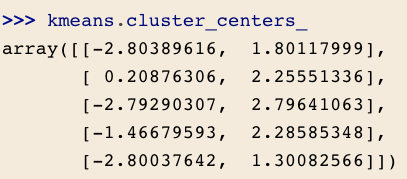 >>> kmeans.cluster_centers_
array([[-2.80389616,  1.80117999],
       [ 0.20876306,  2.25551336],
       [-2.79290307,  2.79641063],
       [-1.46679593,  2.28585348],
       [-2.80037642,  1.30082566]])